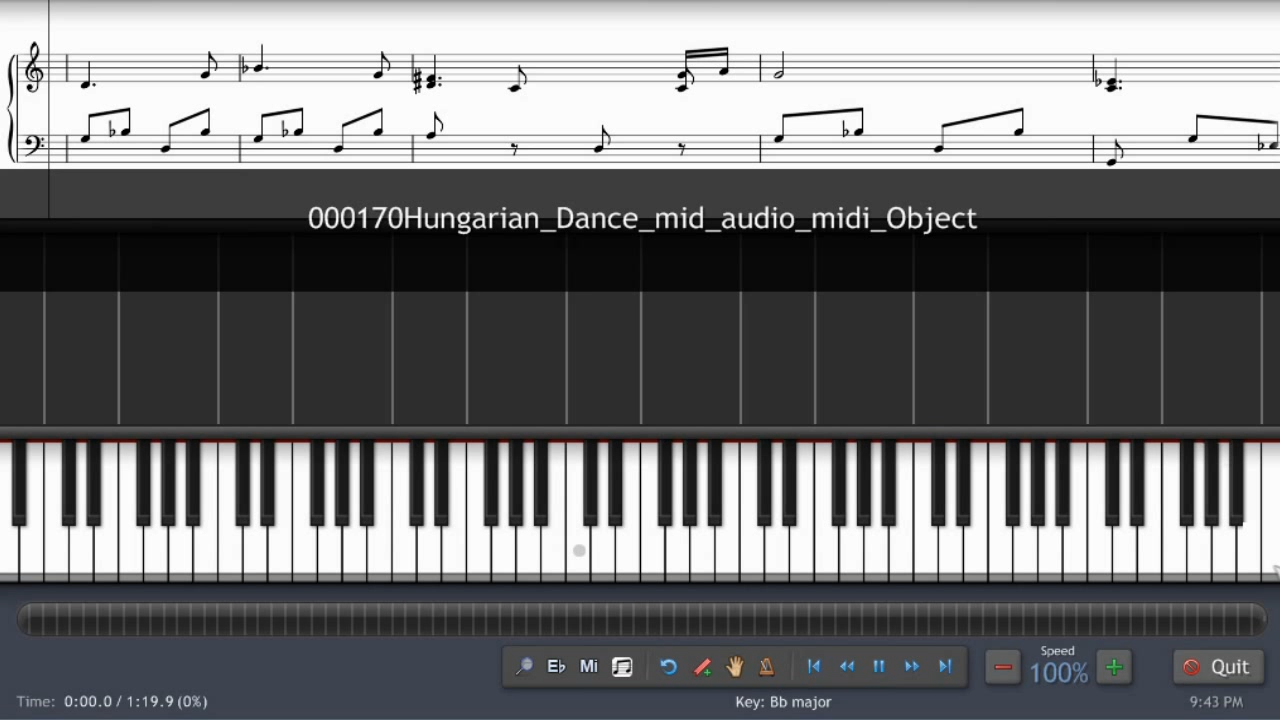 000170Hungarian_Dance_mid_audio_midi_Object
Speed
E♭ Mi 100% Quit
Time: 0:00.0 / 1:19.9 (0%) Key: Bb major 9:43 PM